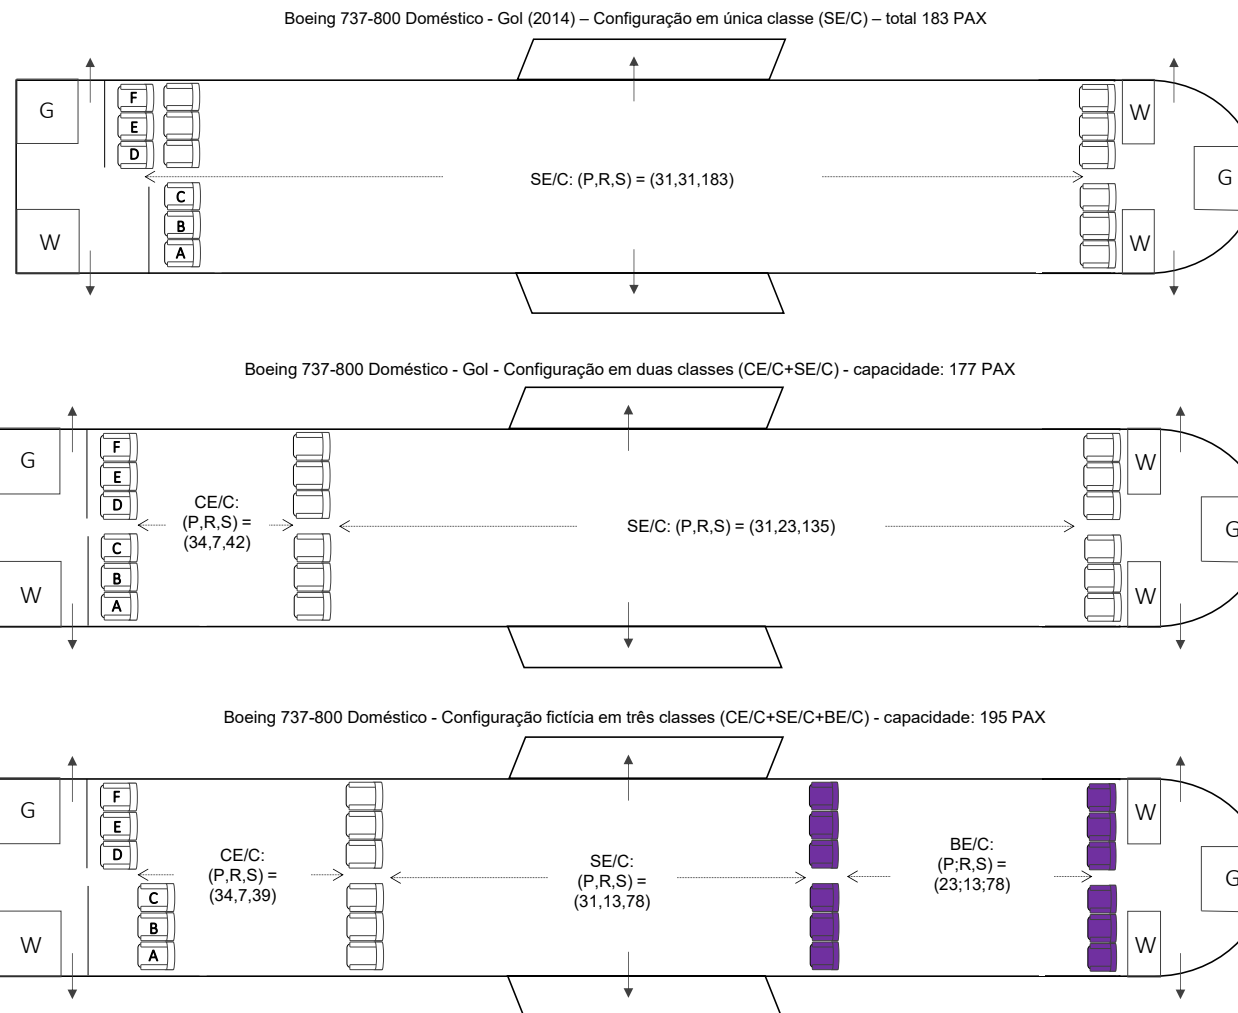 Boeing 737-800 Doméstico - Gol (2014) – Configuração em única classe (SE/C) – total 183 PAX
G
F
E
D
W
SE/C: (P,R,S) = (31,31,183)
G
C
B
A
W
W
Boeing 737-800 Doméstico - Gol - Configuração em duas classes (CE/C+SE/C) - capacidade: 177 PAX
G
F
E
D
W
CE/C:
(P,R,S) =
(34,7,42)
SE/C: (P,R,S) = (31,23,135)
G
C
B
A
W
W
Boeing 737-800 Doméstico - Configuração fictícia em três classes (CE/C+SE/C+BE/C) - capacidade: 195 PAX
G
F
E
D
W
CE/C:
(P,R,S) =
(34,7,39)
SE/C:
(P,R,S) =
(31,13,78)
BE/C:
(P;R,S) =
(23;13;78)
G
C
B
A
W
W